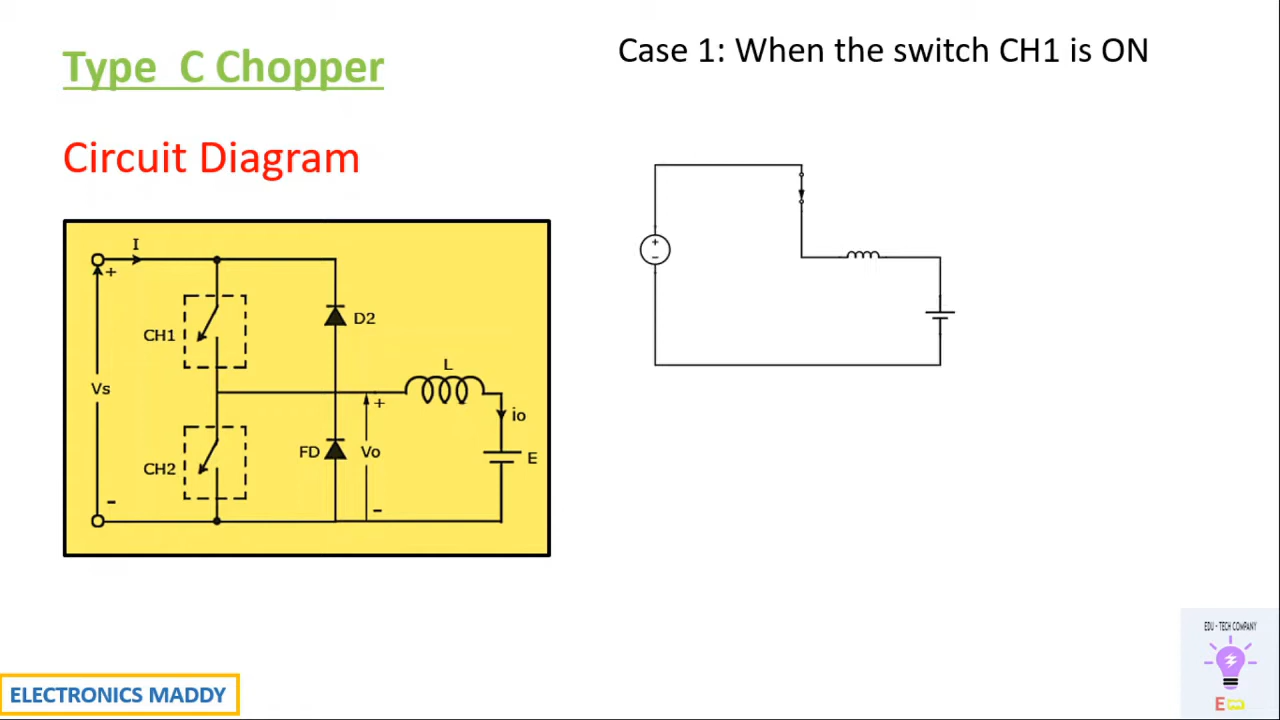 Type C Chopper
Case 1: When the switch CH1 is ON
Circuit Diagram
I
+
CH1
D2
Vs
L
+
io
CH2
FD
Vo
E
-
-
+
-
EDU - TECH COMPANY
E
ELECTRONICS MADDY